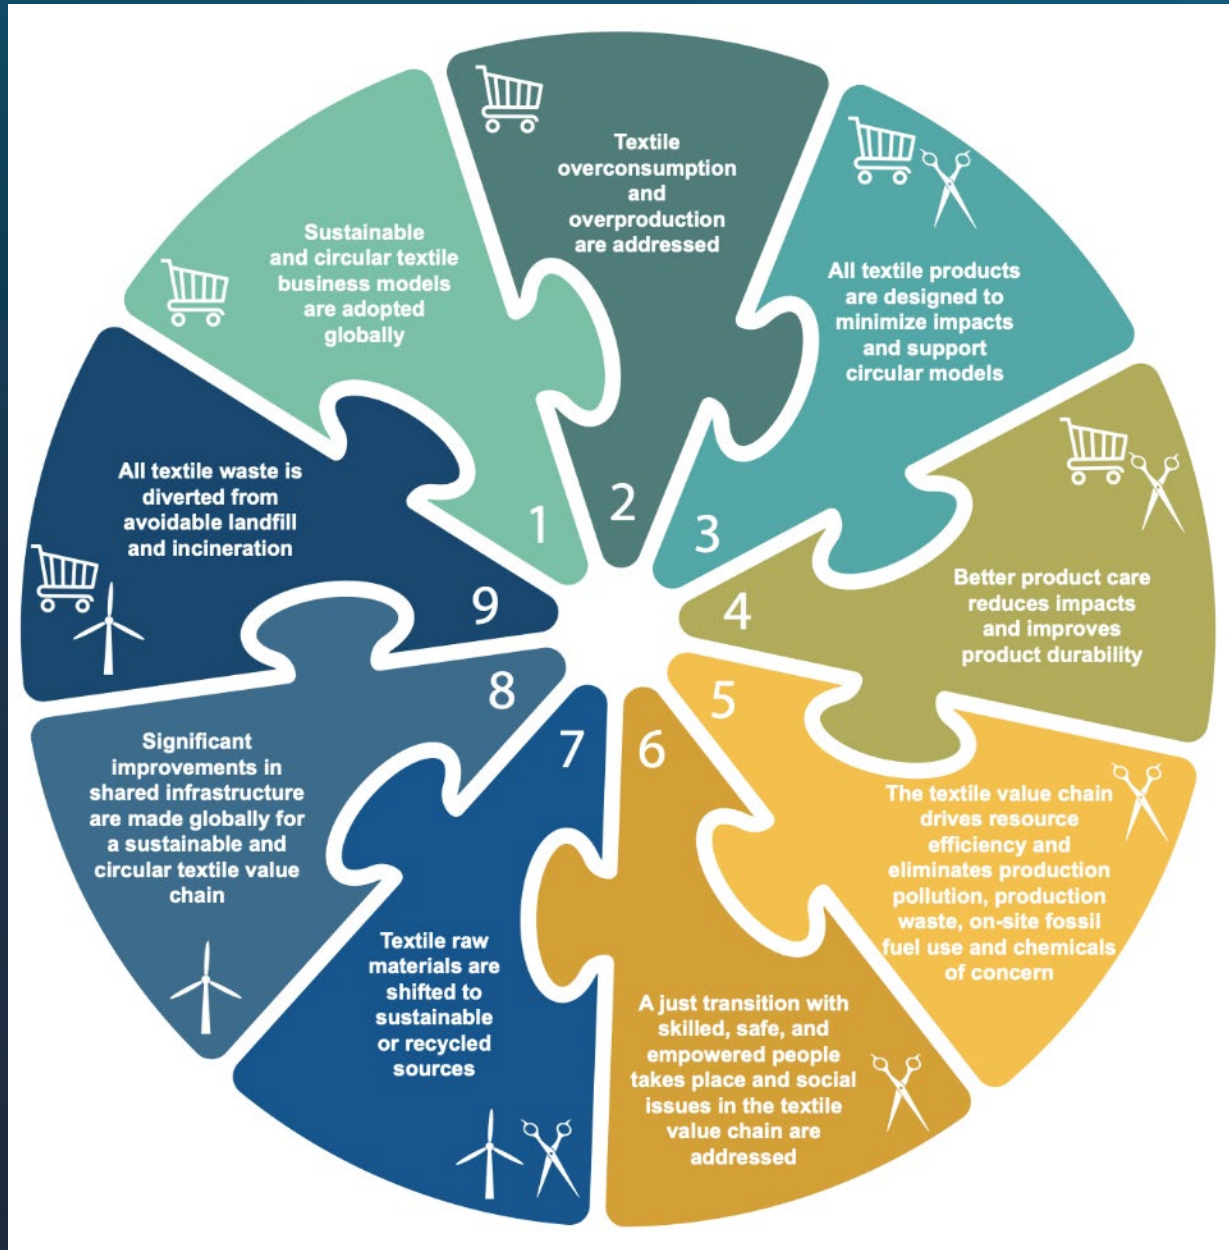 Sustainable
and circular textile
business models
are adopted
globally
1
Textile
overconsumption
and
overproduction
are addressed
2
All textile products
are designed to
minimize impacts
and support
circular models
3
Better product care
reduces impacts
and improves
product durability
4
The textile value chain
drives resource
efficiency and
eliminates production
pollution, production
waste, on-site fossil
fuel use and chemicals
of concern
5
A just transition with
skilled, safe, and
empowered people
takes place and social
issues in the textile
value chain are
addressed
6
Textile raw
materials are
shifted to
sustainable
or recycled
sources
7
Significant
improvements in
shared infrastructure
are made globally for
a sustainable and
circular textile value
chain
8
All textile waste is
diverted from
avoidable landfill
and incineration
9